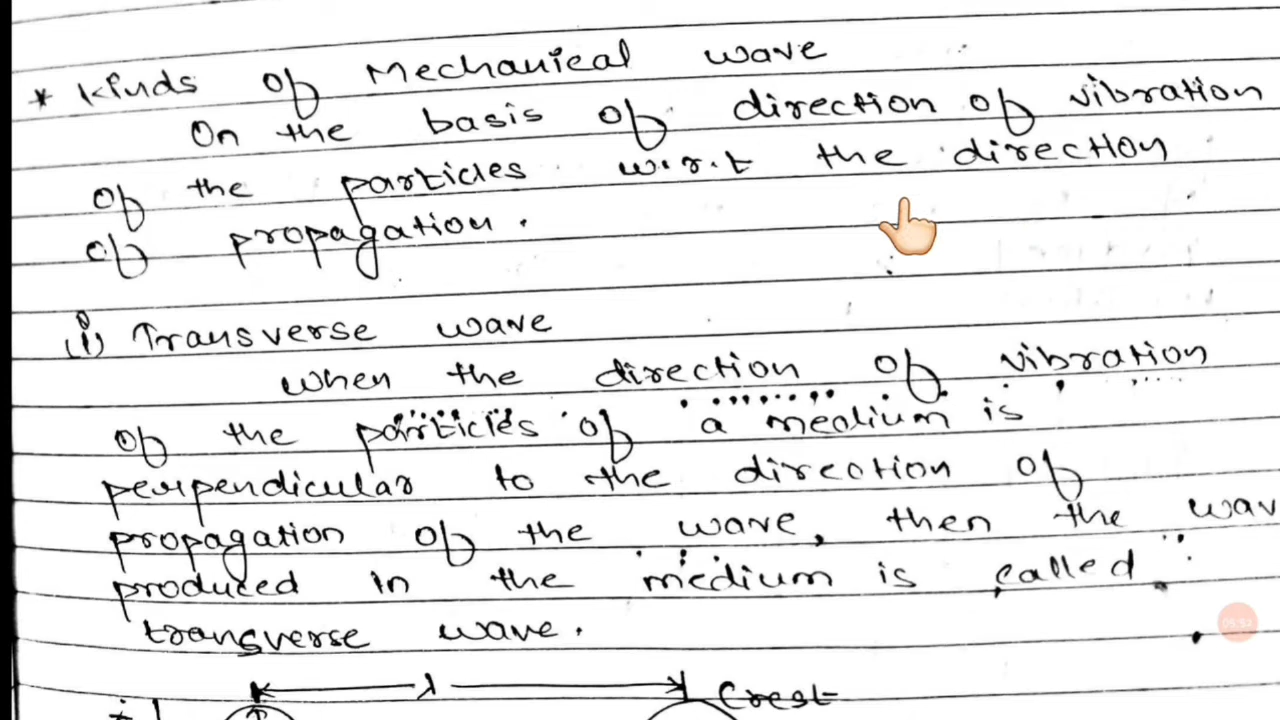 * Kinds of Mechanical wave
On the basis of direction of vibration
of the particles w.r.t the direction
of propagation.
(i) Transverse wave
when the direction of vibration
of the particles of a medium is
perpendicular to the direction of
propagation of the wave, then the wav
produced in the medium is called
transverse wave.
λ Crest